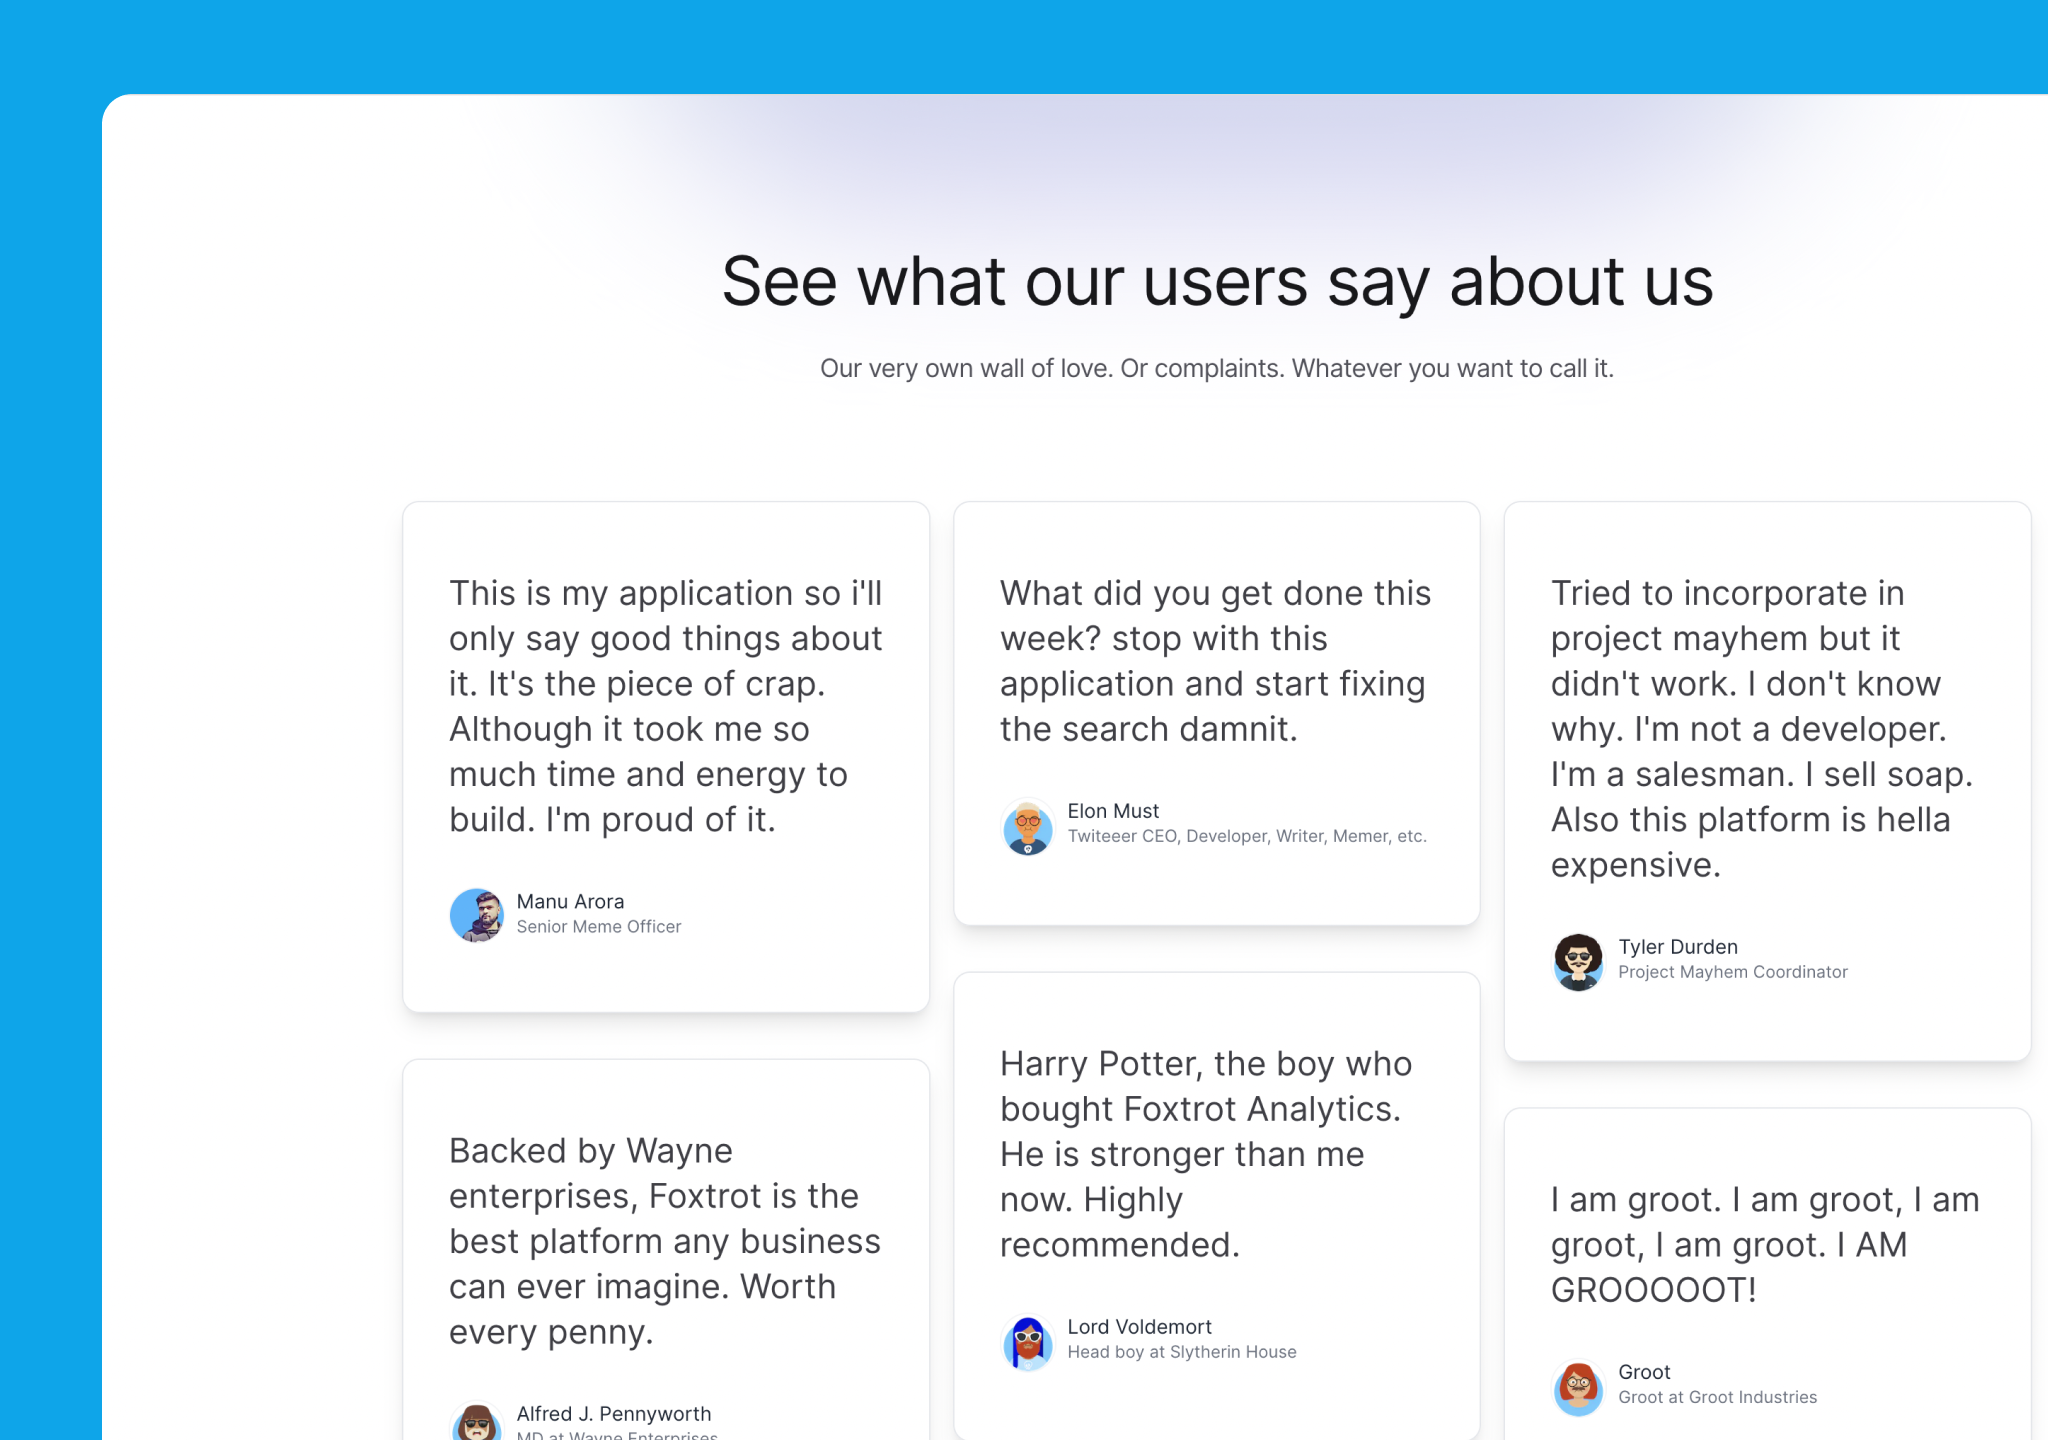 See what our users say about us
Our very own wall of love. Or complaints. Whatever you want to call it.
This is my application so i'll
only say good things about
it. It's the piece of crap.
Although it took me so
much time and energy to
build. I'm proud of it.
Manu Arora
Senior Meme Officer
Backed by Wayne
enterprises, Foxtrot is the
best platform any business
can ever imagine. Worth
every penny.
Alfred J. Pennyworth
MD at Wayne Enterprises
What did you get done this
week? stop with this
application and start fixing
the search damnit.
Elon Must
Twiteeer CEO, Developer, Writer, Memer, etc.
Harry Potter, the boy who
bought Foxtrot Analytics.
He is stronger than me
now. Highly
recommended.
Lord Voldemort
Head boy at Slytherin House
Tried to incorporate in
project mayhem but it
didn't work. I don't know
why. I'm not a developer.
I'm a salesman. I sell soap.
Also this platform is hella
expensive.
Tyler Durden
Project Mayhem Coordinator
I am groot. I am groot, I am
groot, I am groot. I AM
GROOOOOT!
Groot
Groot at Groot Industries